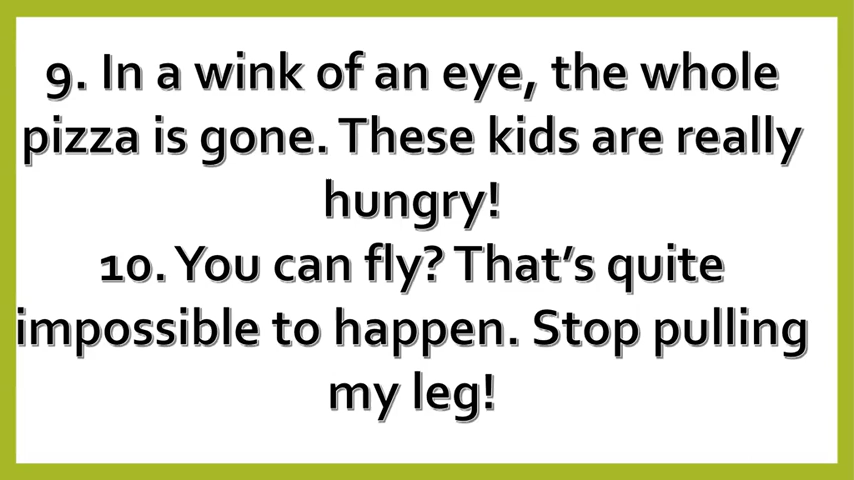 9. In a wink of an eye, the whole
pizza is gone. These kids are really
hungry!
10. You can fly? That’s quite
impossible to happen. Stop pulling
my leg!